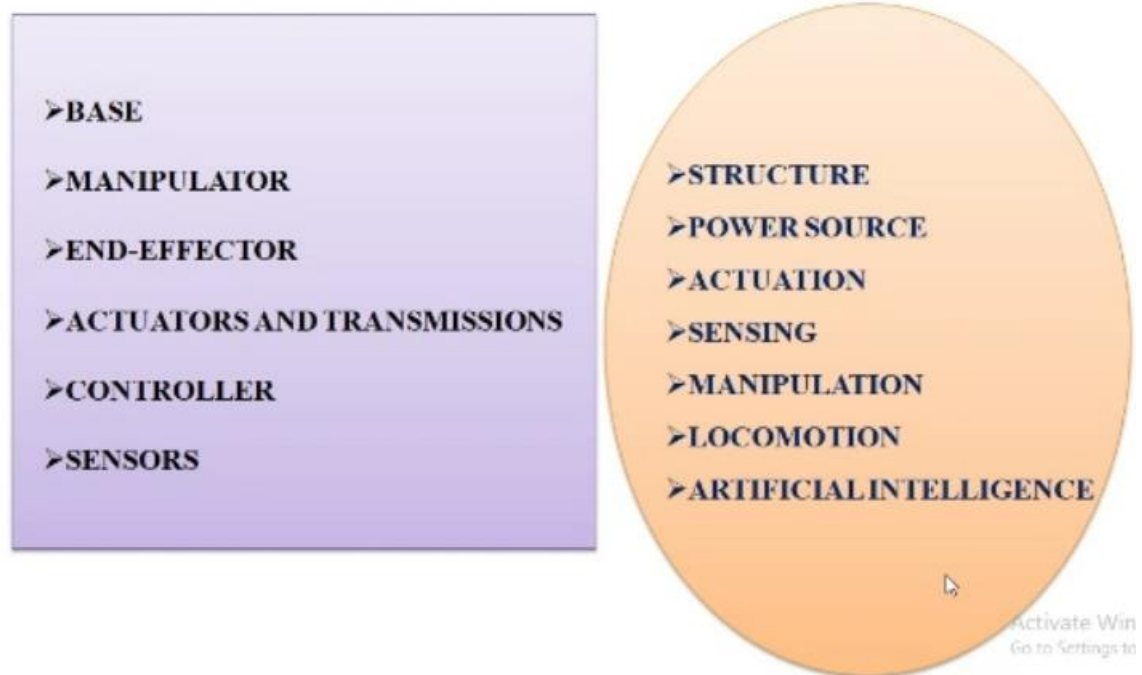 ➢BASE
➢MANIPULATOR
➢END-EFFECTOR
➢ACTUATORS AND TRANSMISSIONS
➢CONTROLLER
➢SENSORS
➢STRUCTURE
➢POWER SOURCE
➢ACTUATION
➢SENSING
➢MANIPULATION
➢LOCOMOTION
➢ARTIFICIAL INTELLIGENCE
Activate Win
Go to Settings to